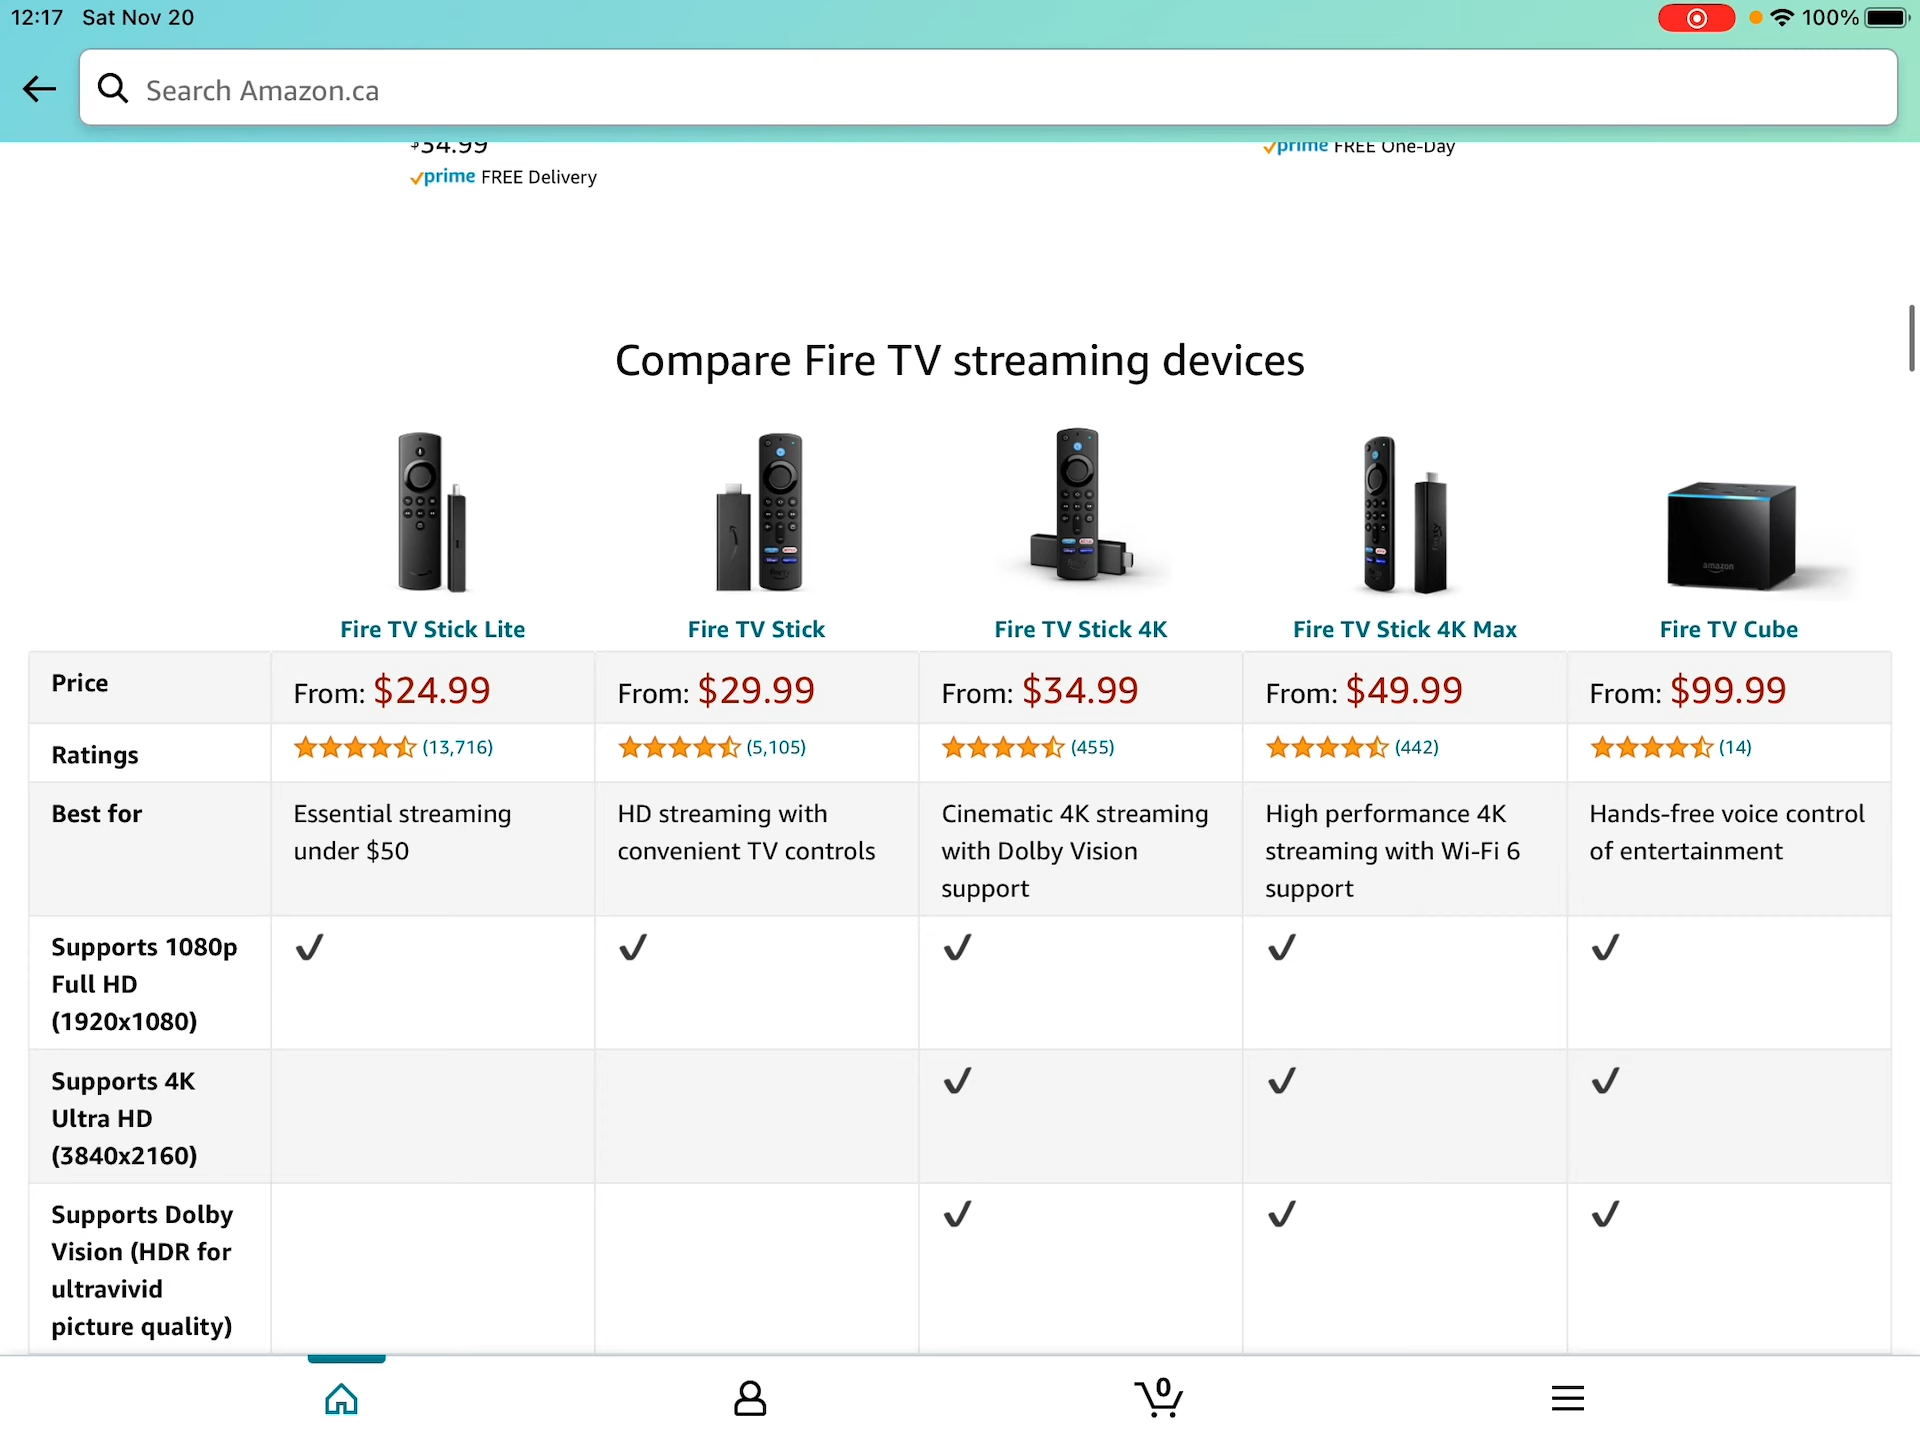 12:17 Sat Nov 20
100%
Search Amazon.ca
$34.99
prime FREE Delivery
prime FREE One-Day
Compare Fire TV streaming devices
amazon
Fire TV Stick Lite
Fire TV Stick
Fire TV Stick 4K
Fire TV Stick 4K Max
Fire TV Cube
Price
From: $24.99
From: $29.99
From: $34.99
From: $49.99
From: $99.99
Ratings
(13,716)
(5,105)
(455)
(442)
(14)
Best for
Essential streaming
under $50
HD streaming with
convenient TV controls
Cinematic 4K streaming
with Dolby Vision
support
High performance 4K
streaming with Wi-Fi 6
support
Hands-free voice control
of entertainment
Supports 1080p
Full HD
(1920x1080)
Supports 4K
Ultra HD
(3840x2160)
Supports Dolby
Vision (HDR for
ultravivid
picture quality)
0